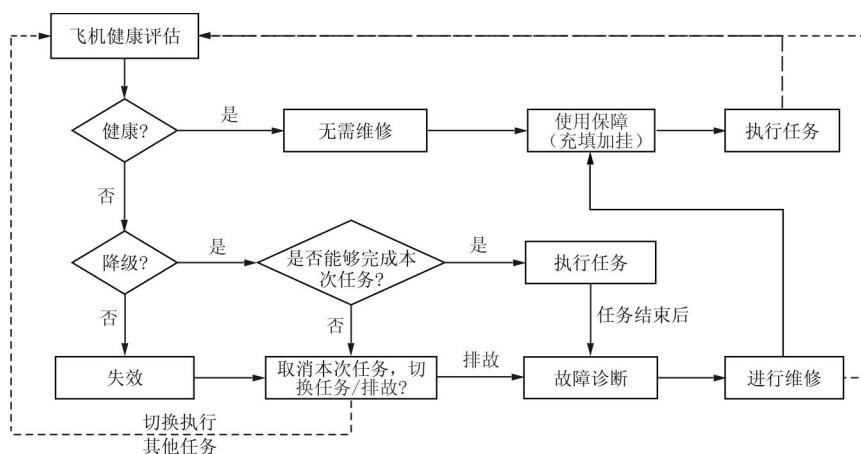 飞机健康评估
健康?
是
无需维修
使用保障
（充填加挂）
执行任务
否
降级?
是
是否能够完成本
次任务?
是
执行任务
否
否
任务结束后
失效
取消本次任务，切
换任务/排故?
排故
故障诊断
进行维修
切换执行
其他任务